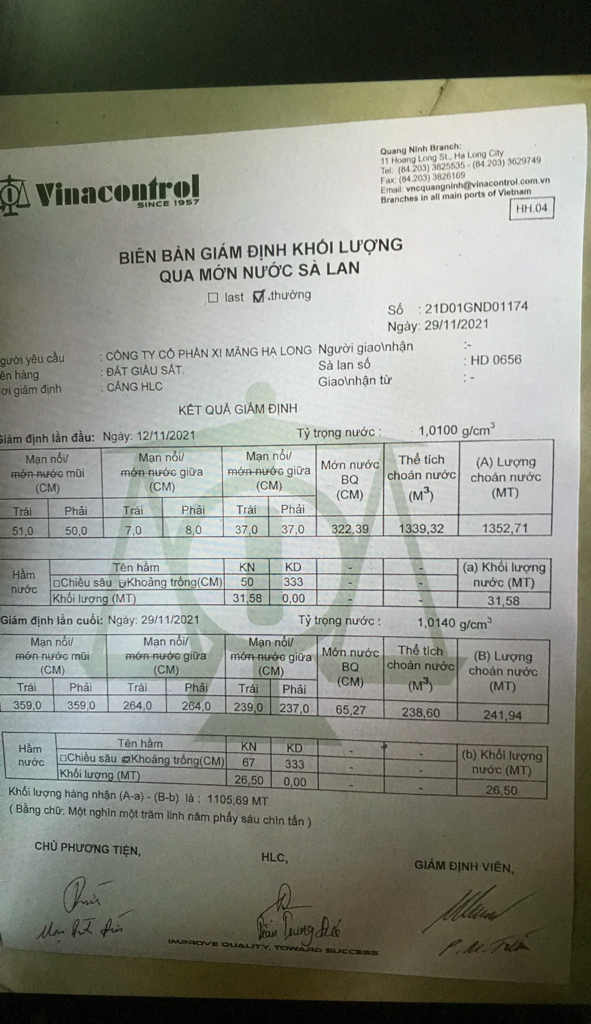 Quang Ninh Branch:
11 Hoang Long St., Ha Long City
Tel: (84.203) 3825535 - (84.203) 3629749
Fax: (84.203) 3826169
Email: vncquangninh@vinacontrol.com.vn
Branches in all main ports of Vietnam
Vinacontrol
SINCE 1957
HH.04
BIÊN BẢN GIÁM ĐỊNH KHỐI LƯỢNG
QUA MỚN NƯỚC SÀ LAN
☐ last ☑.thường
Số : 21D01GND01174
Ngày: 29/11/2021
gười yêu cầu : CÔNG TY CỔ PHẦN XI MĂNG HẠ LONG Người giao\nhận :-
ên hàng : ĐẤT GIÀU SẮT. Sà lan số : HD 0656
ơi giám định : CẢNG HLC Giao\nhận từ : -
KẾT QUẢ GIÁM ĐỊNH
Giám định lần đầu: Ngày: 12/11/2021 Tỷ trọng nước : 1,0100 g/cm³
Mạn nổi/ Mạn nổi/ Mạn nổi/ Mớn nước Thể tích (A) Lượng
món nước mũi món nước giữa món nước giữa BQ choán nước choán nước
(CM) (CM) (CM) (CM) (M³) (MT)
Trái Phải Trái Phải Trái Phải
51,0 50,0 7,0 8,0 37,0 37,0 322,39 1339,32 1352,71
Hầm nước Tên hầm KN KD - - (a) Khối lượng
☐Chiều sâu ☑Khoảng trống(CM) 50 333 - - nước (MT)
Khối lượng (MT) 31,58 0,00 - - 31,58
Giám định lần cuối: Ngày: 29/11/2021 Tỷ trọng nước : 1,0140 g/cm³
Mạn nổi/ Mạn nổi/ Mạn nổi/ Mớn nước Thể tích (B) Lượng
món nước mũi món nước giữa món nước giữa BQ choán nước choán nước
(CM) (CM) (CM) (CM) (M³) (MT)
Trái Phải Trái Phải Trái Phải
359,0 359,0 264,0 264,0 239,0 237,0 65,27 238,60 241,94
Hầm nước Tên hầm KN KD - - (b) Khối lượng
☐Chiều sâu ☑Khoảng trống(CM) 67 333 - - nước (MT)
Khối lượng (MT) 26,50 0,00 - - 26,50
Khối lượng hàng nhận (A-a) - (B-b) là : 1105,69 MT
( Bằng chữ: Một nghìn một trăm linh năm phẩy sáu chín tấn )
CHỦ PHƯƠNG TIỆN, HLC, GIÁM ĐỊNH VIÊN,
IMPROVE QUALITY, TOWARD SUCCESS